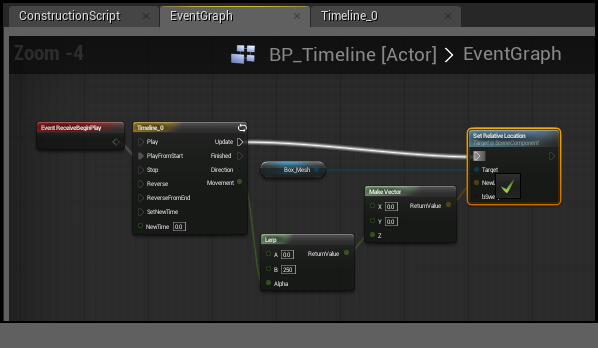 ConstructionScript EventGraph Timeline_0
Zoom -4 BP_Timeline [Actor] > EventGraph
Event ReceiveBeginPlay
Timeline_0
Play Update
PlayFromStart Finished
Stop Direction
Reverse Movement
ReverseFromEnd
SetNewTime
NewTime 0.0
Box_Mesh
Set Relative Location
Target is SceneComponent
Target
NewL
bSwe
Make Vector
X 0.0 ReturnValue
Y 0.0
Z
Lerp
A 0.0 ReturnValue
B 250
Alpha